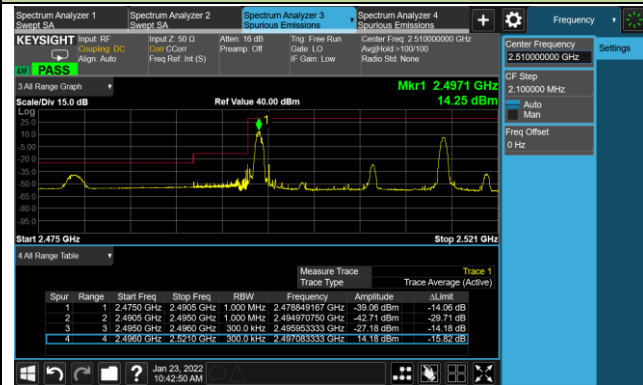 Spectrum Analyzer 1
Swept SA
Spectrum Analyzer 2
Swept SA
Spectrum Analyzer 3
Spurious Emissions
Spectrum Analyzer 4
Spurious Emissions
+
Frequency
KEYSIGHT
Input: RF
Coupling: DC
Align: Auto
Input Z: 50 Ω
Corr CCorr
Freq Ref: Int (S)
Atten: 16 dB
Preamp: Off
Trig: Free Run
Gate: LO
IF Gain: Low
Center Freq: 2.510000000 GHz
Avg|Hold:>100/100
Radio Std: None
LW PASS
Center Frequency
2.510000000 GHz
Settings
CF Step
2.100000 MHz
Auto
Man
Freq Offset
0 Hz
3 All Range Graph
Mkr1 2.4971 GHz
Scale/Div 15.0 dB
Ref Value 40.00 dBm
14.25 dBm
Log
25.0
10.0
-5.00
-20.0
-35.0
-50.0
-65.0
-80.0
-95.0
1
Start 2.475 GHz
Stop 2.521 GHz
4 All Range Table
Measure Trace Trace 1
Trace Type Trace Average (Active)
Spur Range Start Freq Stop Freq RBW Frequency Amplitude ΔLimit
1 1 2.4750 GHz 2.4905 GHz 1.000 MHz 2.478849167 GHz -39.06 dBm -14.06 dB
2 2 2.4905 GHz 2.4950 GHz 1.000 MHz 2.494970750 GHz -42.71 dBm -29.71 dB
3 3 2.4950 GHz 2.4960 GHz 300.0 kHz 2.495953333 GHz -27.18 dBm -14.18 dB
4 4 2.4960 GHz 2.5210 GHz 300.0 kHz 2.497083333 GHz 14.18 dBm -15.82 dB
?
Jan 23, 2022
10:42:50 AM